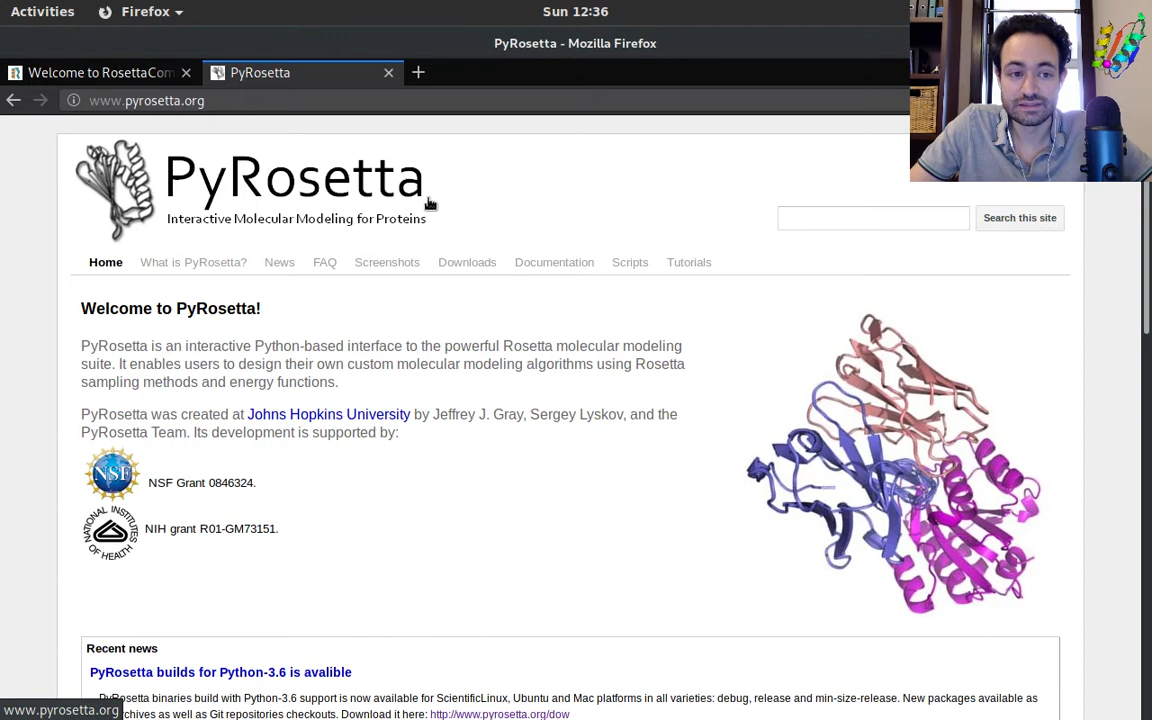 Activities Firefox Sun 12:36
PyRosetta - Mozilla Firefox
Welcome to RosettaCom PyRosetta
www.pyrosetta.org
PyRosetta
Interactive Molecular Modeling for Proteins
Search this site
Home What is PyRosetta? News FAQ Screenshots Downloads Documentation Scripts Tutorials
Welcome to PyRosetta!
PyRosetta is an interactive Python-based interface to the powerful Rosetta molecular modeling
suite. It enables users to design their own custom molecular modeling algorithms using Rosetta
sampling methods and energy functions.
PyRosetta was created at Johns Hopkins University by Jeffrey J. Gray, Sergey Lyskov, and the
PyRosetta Team. Its development is supported by:
NSF
NSF Grant 0846324.
NATIONAL INSTITUTES
OF HEALTH
NIH grant R01-GM73151.
Recent news
PyRosetta builds for Python-3.6 is avalible
PyRosetta binaries build with Python-3.6 support is now available for ScientificLinux, Ubuntu and Mac platforms in all varieties: debug, release and min-size-release. New packages available as
archives as well as Git repositories checkouts. Download it here: http://www.pyrosetta.org/dow
www.pyrosetta.org